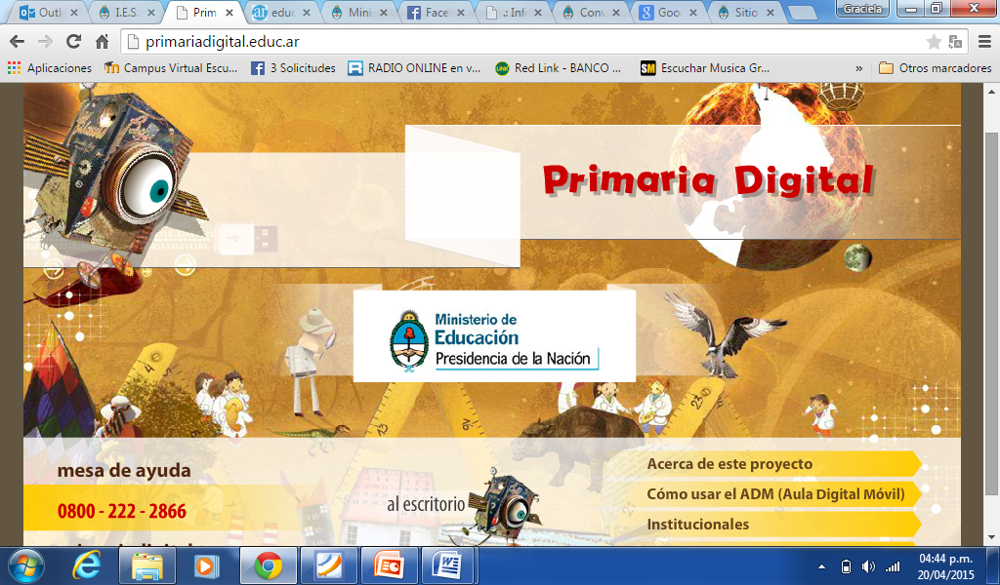 Outl
I.E.S.
Prim
educ
Mini
Face
.: Info
Conv
Goo
Sitio
Graciela
primariadigital.educ.ar
Aplicaciones
Campus Virtual Escu...
3 Solicitudes
RADIO ONLINE en v...
Red Link - BANCO ...
Escuchar Musica Gr...
»
Otros marcadores
Primaria Digital
Ministerio de
Educación
Presidencia de la Nación
mesa de ayuda
0800 - 222 - 2866
al escritorio
Acerca de este proyecto
Cómo usar el ADM (Aula Digital Móvil)
Institucionales
04:44 p.m.
20/04/2015